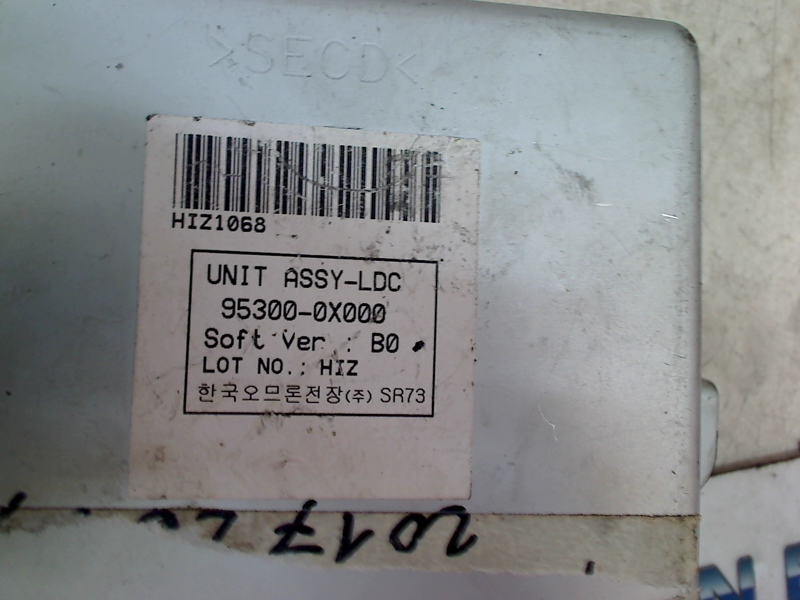 >SECD<
HIZ1068
UNIT ASSY-LDC
95300-0X000
Soft Ver : B0
LOT NO.: HIZ
한국오므론전장(주) SR73
2017